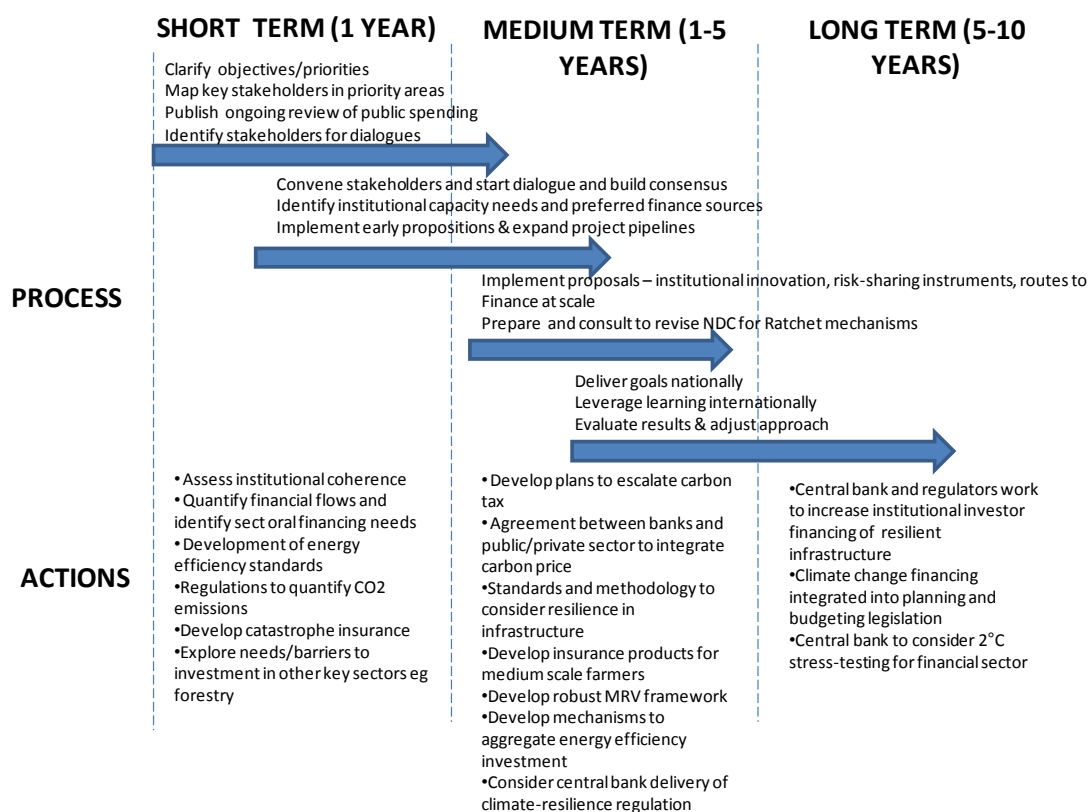 SHORT TERM (1 YEAR)
MEDIUM TERM (1-5
YEARS)
LONG TERM (5-10
YEARS)
Clarify objectives/priorities
Map key stakeholders in priority areas
Publish ongoing review of public spending
Identify stakeholders for dialogues
Convene stakeholders and start dialogue and build consensus
Identify institutional capacity needs and preferred finance sources
Implement early propositions & expand project pipelines
PROCESS
Implement proposals – institutional innovation, risk-sharing instruments, routes to
Finance at scale
Prepare and consult to revise NDC for Ratchet mechanisms
Deliver goals nationally
Leverage learning internationally
Evaluate results & adjust approach
ACTIONS
•Assess institutional coherence
•Quantify financial flows and
identify sect oral financing needs
•Development of energy
efficiency standards
•Regulations to quantify CO2
emissions
•Develop catastrophe insurance
•Explore needs/barriers to
investment in other key sectors eg
forestry
•Develop plans to escalate carbon
tax
•Agreement between banks and
public/private sector to integrate
carbon price
•Standards and methodology to
consider resilience in
infrastructure
•Develop insurance products for
medium scale farmers
•Develop robust MRV framework
•Develop mechanisms to
aggregate energy efficiency
investment
•Consider central bank delivery of
climate-resilience regulation
•Central bank and regulators work
to increase institutional investor
financing of resilient
infrastructure
•Climate change financing
integrated into planning and
budgeting legislation
•Central bank to consider 2°C
stress-testing for financial sector